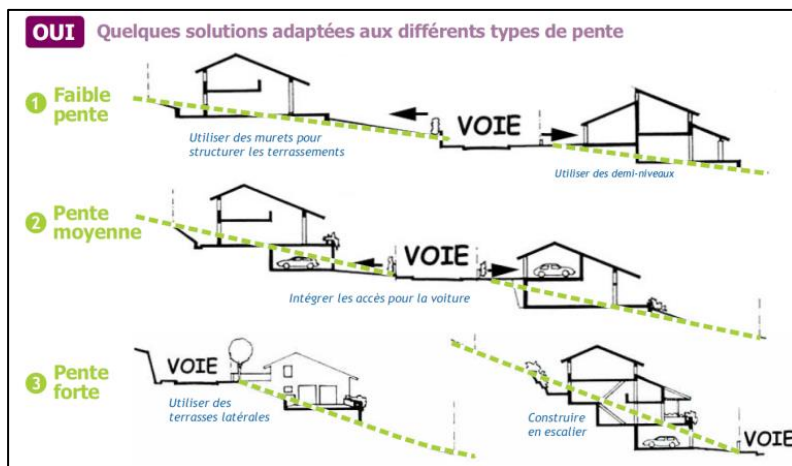 OUI Quelques solutions adaptées aux différents types de pente
1 Faible
pente
VOIE
Utiliser des murets pour
structurer les terrassements
Utiliser des demi-niveaux
2 Pente
moyenne
VOIE
Intégrer les accès pour la voiture
3 Pente
forte
VOIE
Utiliser des
terrasses latérales
Construire
en escalier
VOIE